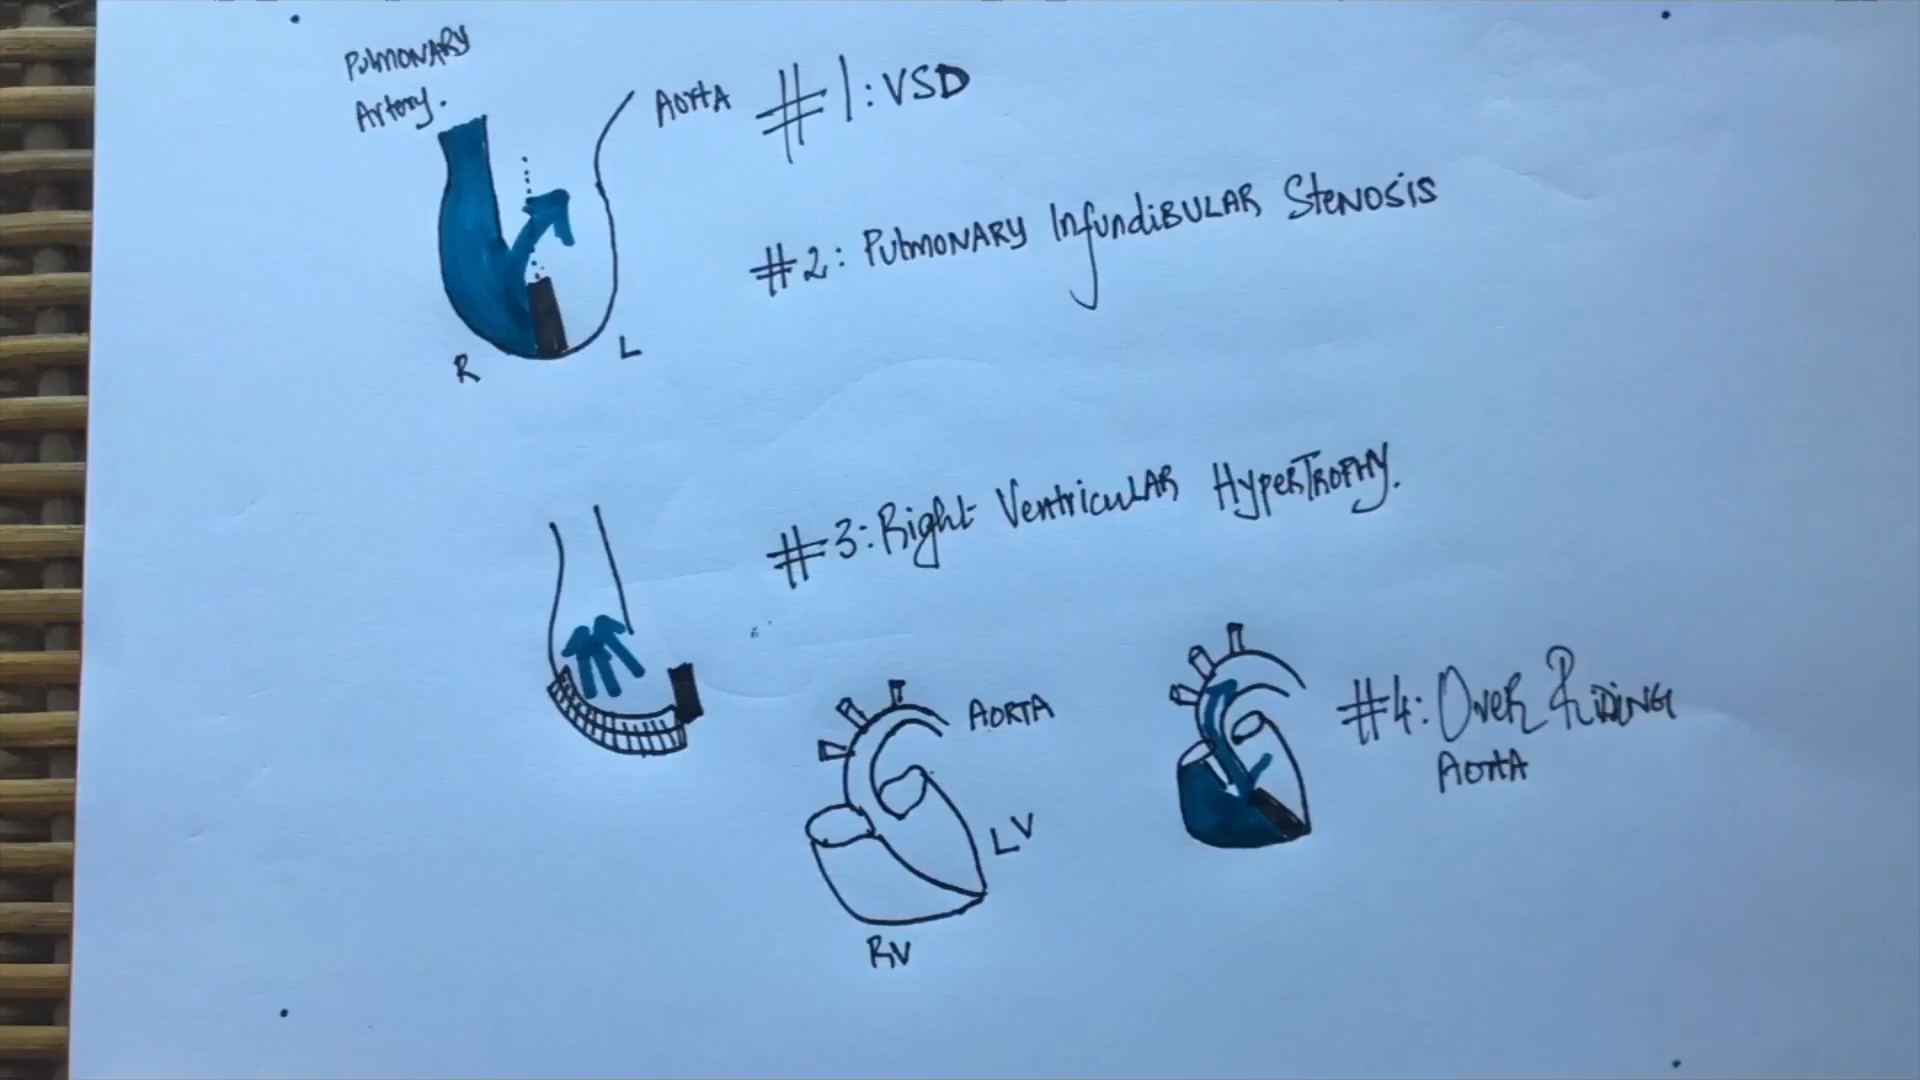 Pulmonary
Artery.
Aorta
#1: VSD
#2: Pulmonary Infundibular Stenosis
R
L
#3: Right Ventricular Hypertrophy.
Aorta
LV
RV
#4: Over Riding
Aorta